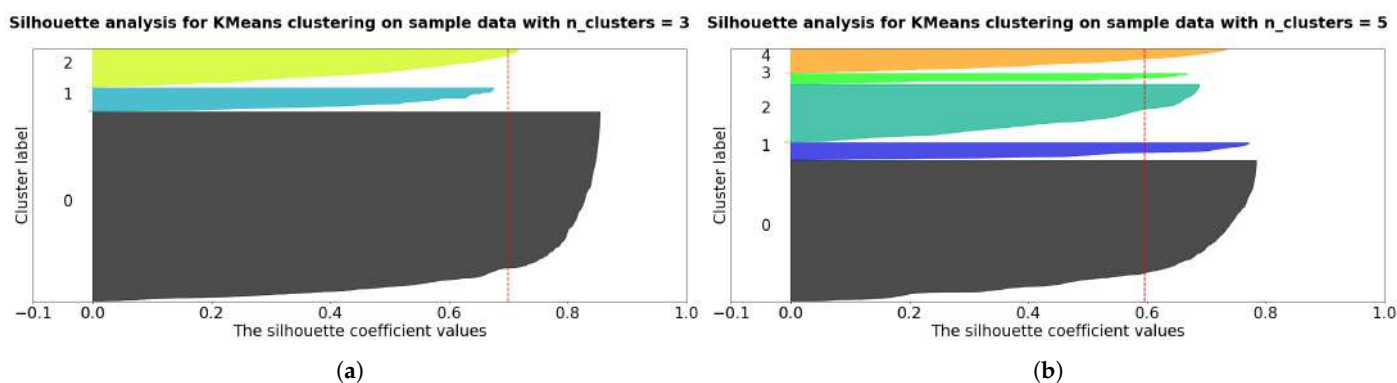 Silhouette analysis for KMeans clustering on sample data with n_clusters = 3
Cluster label
2
1
0
−0.1 0.0 0.2 0.4 0.6 0.8 1.0
The silhouette coefficient values
(a)
Silhouette analysis for KMeans clustering on sample data with n_clusters = 5
Cluster label
4
3
2
1
0
−0.1 0.0 0.2 0.4 0.6 0.8 1.0
The silhouette coefficient values
(b)